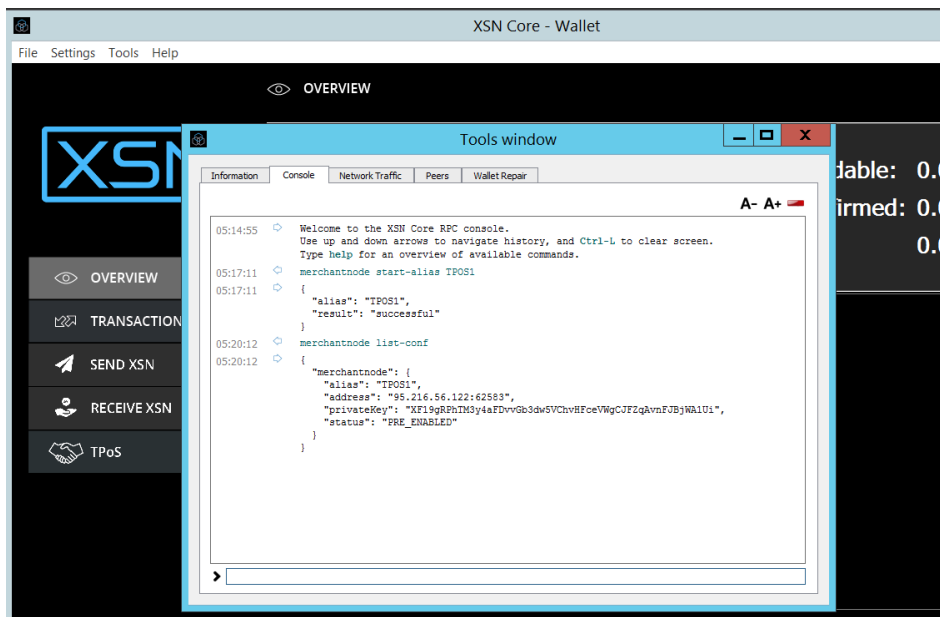 XSN Core - Wallet
File Settings Tools Help
OVERVIEW
XSN
Tools window
Information Console Network Traffic Peers Wallet Repair
A- A+
05:14:55 Welcome to the XSN Core RPC console.
Use up and down arrows to navigate history, and Ctrl-L to clear screen.
Type help for an overview of available commands.
05:17:11 merchantnode start-alias TPOS1
05:17:11 {
"alias": "TPOS1",
"result": "successful"
}
05:20:12 merchantnode list-conf
05:20:12 {
"merchantnode": {
"alias": "TPOS1",
"address": "95.216.56.122:62583",
"privateKey": "XF19gRPhTM3y4aFDvvGb3dw5VChvHFceVWgCJFZqAvnFJBjWA1Ui",
"status": "PRE_ENABLED"
}
}
OVERVIEW
TRANSACTION
SEND XSN
RECEIVE XSN
TPoS
dable: 0.0
irmed: 0.0
0.0